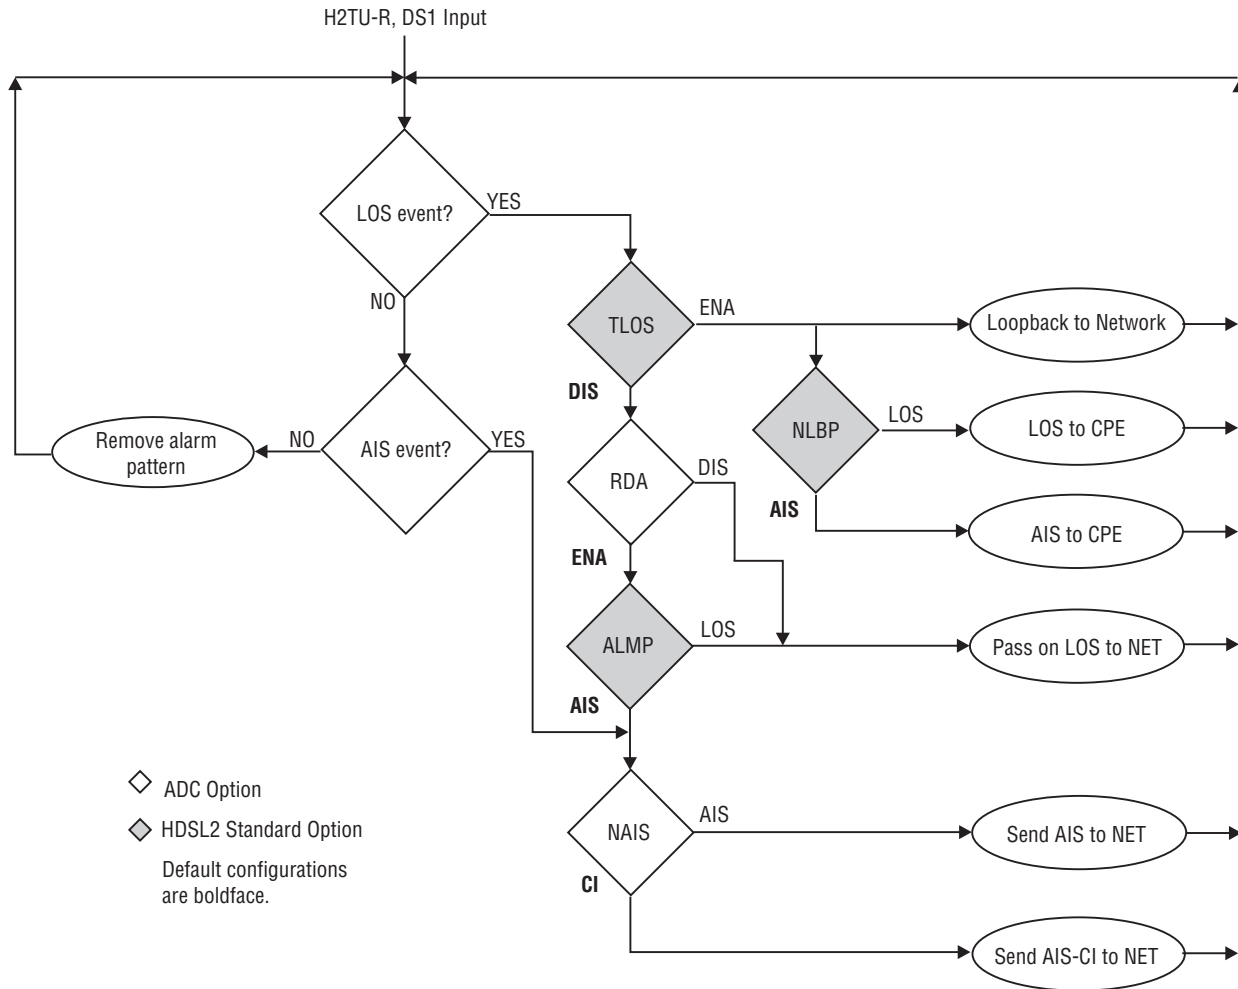 H2TU-R, DS1 Input
LOS event?
YES
NO
TLOS
ENA
Loopback to Network
DIS
NLBP
LOS
LOS to CPE
AIS
AIS to CPE
Remove alarm
pattern
NO
AIS event?
YES
RDA
DIS
ENA
ALMP
LOS
Pass on LOS to NET
AIS
ADC Option
HDSL2 Standard Option
Default configurations
are boldface.
NAIS
AIS
Send AIS to NET
CI
Send AIS-CI to NET